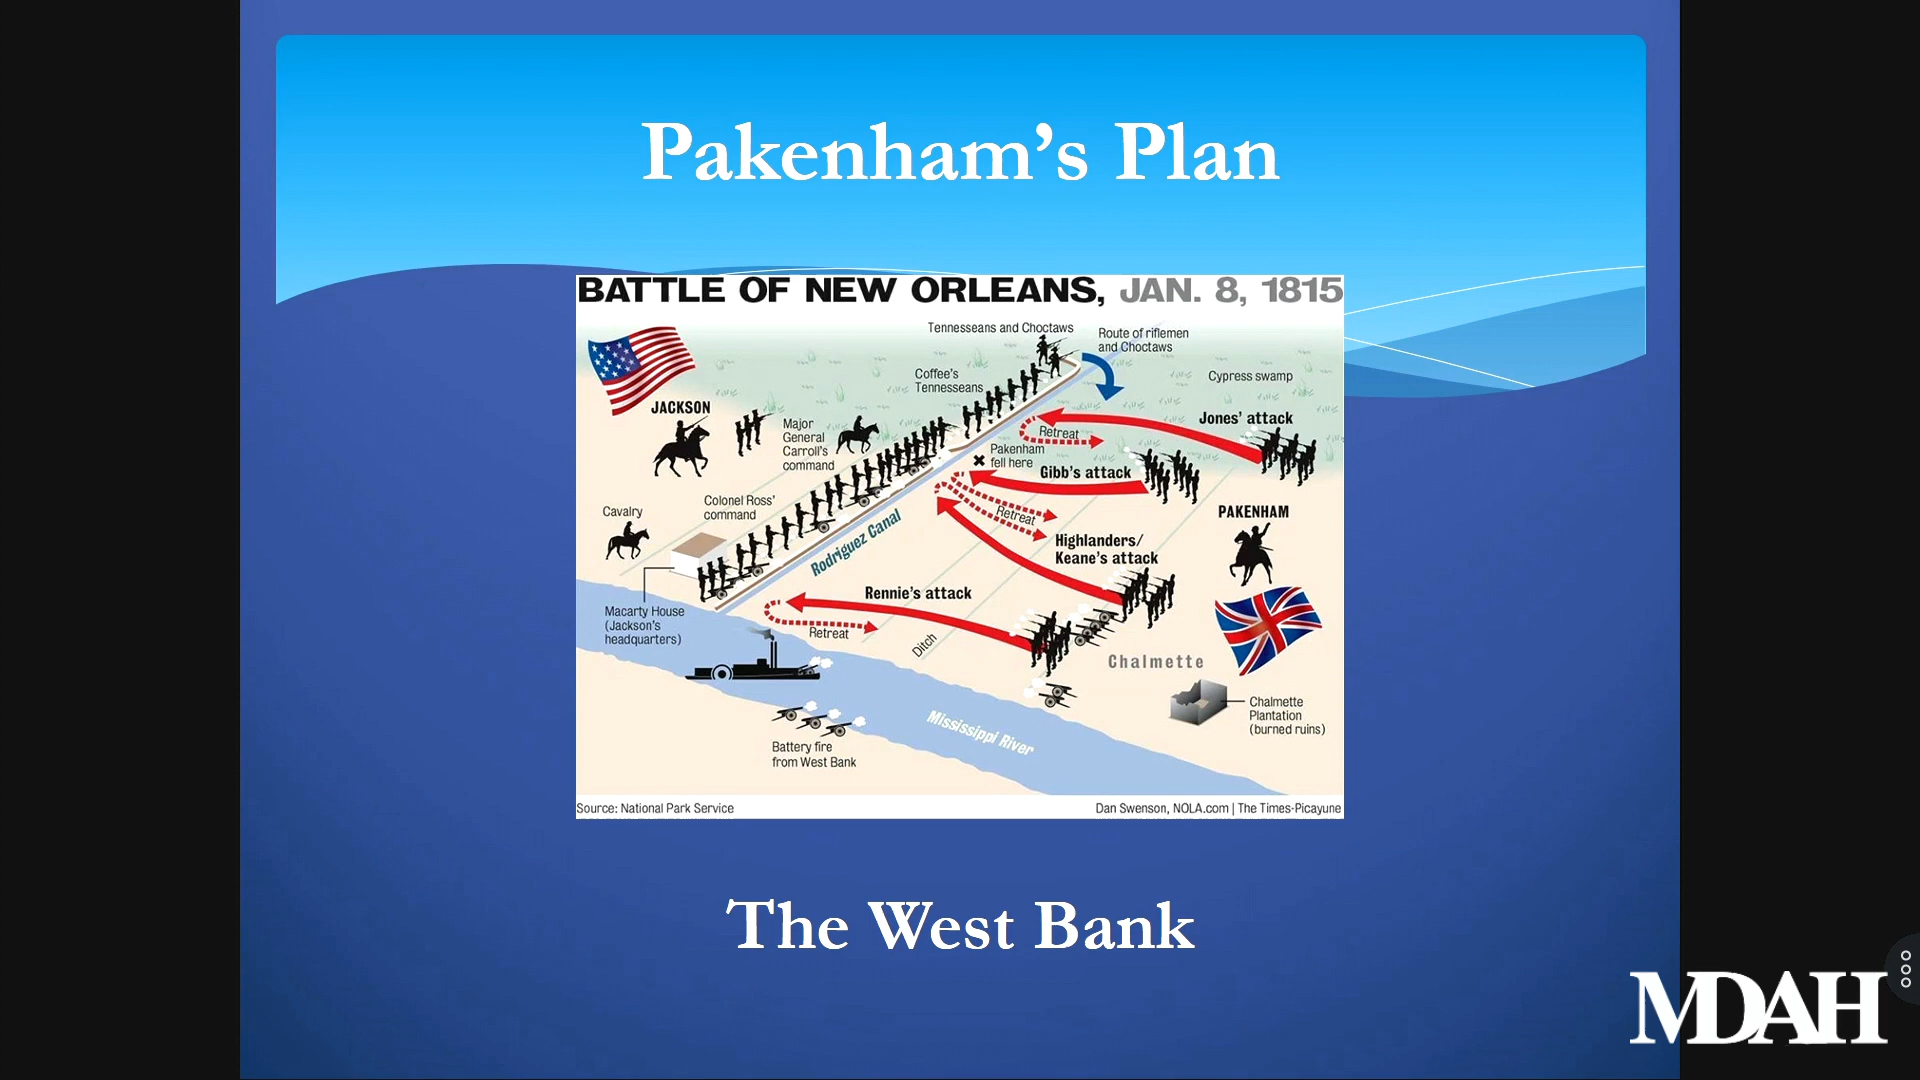 Pakenham’s Plan
BATTLE OF NEW ORLEANS, JAN. 8, 1815
Tennesseans and Choctaws
Route of riflemen
and Choctaws
Coffee’s
Tennesseans
Cypress swamp
JACKSON
Major
General
Carroll’s
command
Jones’ attack
Retreat
Pakenham
fell here
Gibb’s attack
Colonel Ross’
command
Cavalry
PAKENHAM
Retreat
Rodriguez Canal
Highlanders/
Keane’s attack
Rennie’s attack
Macarty House
(Jackson’s
headquarters)
Retreat
Ditch
Chalmette
Chalmette
Plantation
(burned ruins)
Mississippi River
Battery fire
from West Bank
Source: National Park Service
Dan Swenson, NOLA.com | The Times-Picayune
The West Bank
MDAH